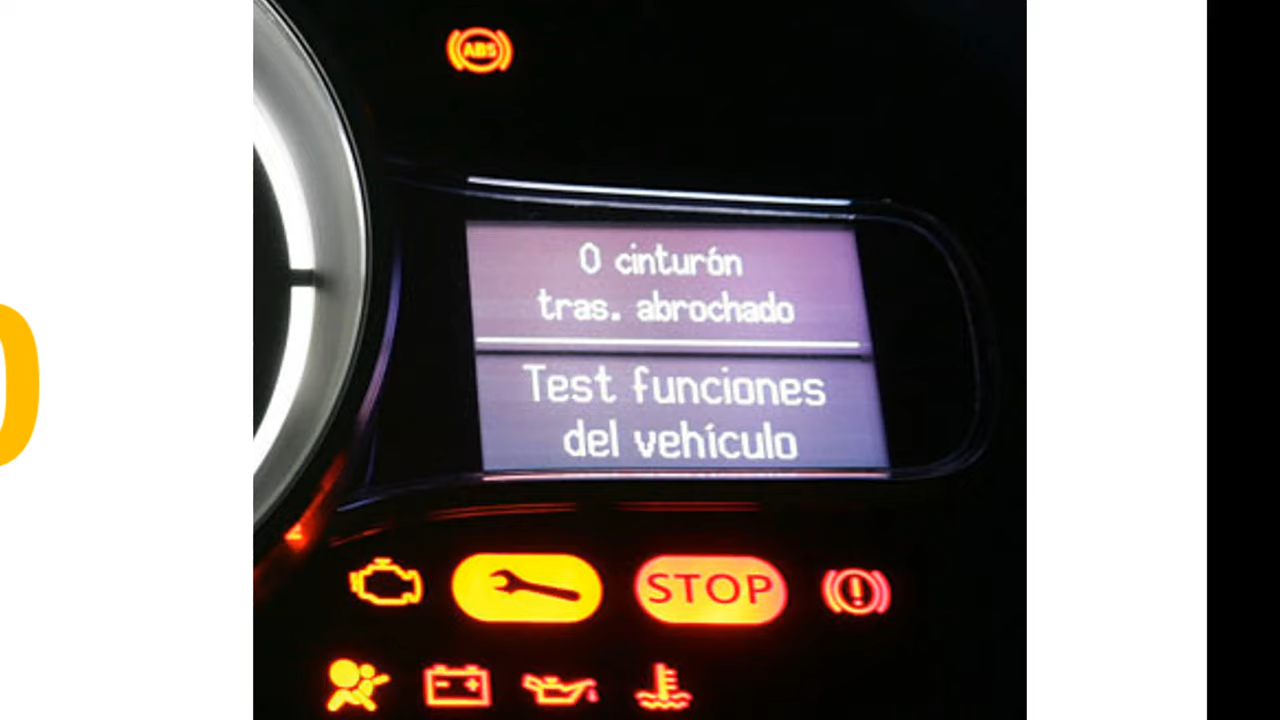 ABS
0 cinturón
tras. abrochado
Test funciones
del vehículo
STOP